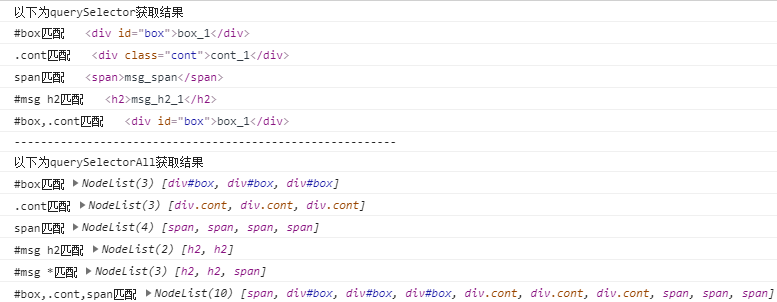 以下为querySelector获取结果
#box匹配 <div id="box">box_1</div>
.cont匹配 <div class="cont">cont_1</div>
span匹配 <span>msg_span</span>
#msg h2匹配 <h2>msg_h2_1</h2>
#box,.cont匹配 <div id="box">box_1</div>
----------------------------------------------------------
以下为querySelectorAll获取结果
#box匹配 ▶ NodeList(3) [div#box, div#box, div#box]
.cont匹配 ▶ NodeList(3) [div.cont, div.cont, div.cont]
span匹配 ▶ NodeList(4) [span, span, span, span]
#msg h2匹配 ▶ NodeList(2) [h2, h2]
#msg *匹配 ▶ NodeList(3) [h2, h2, span]
#box,.cont,span匹配 ▶ NodeList(10) [span, div#box, div#box, div#box, div.cont, div.cont, div.cont, span, span, span]